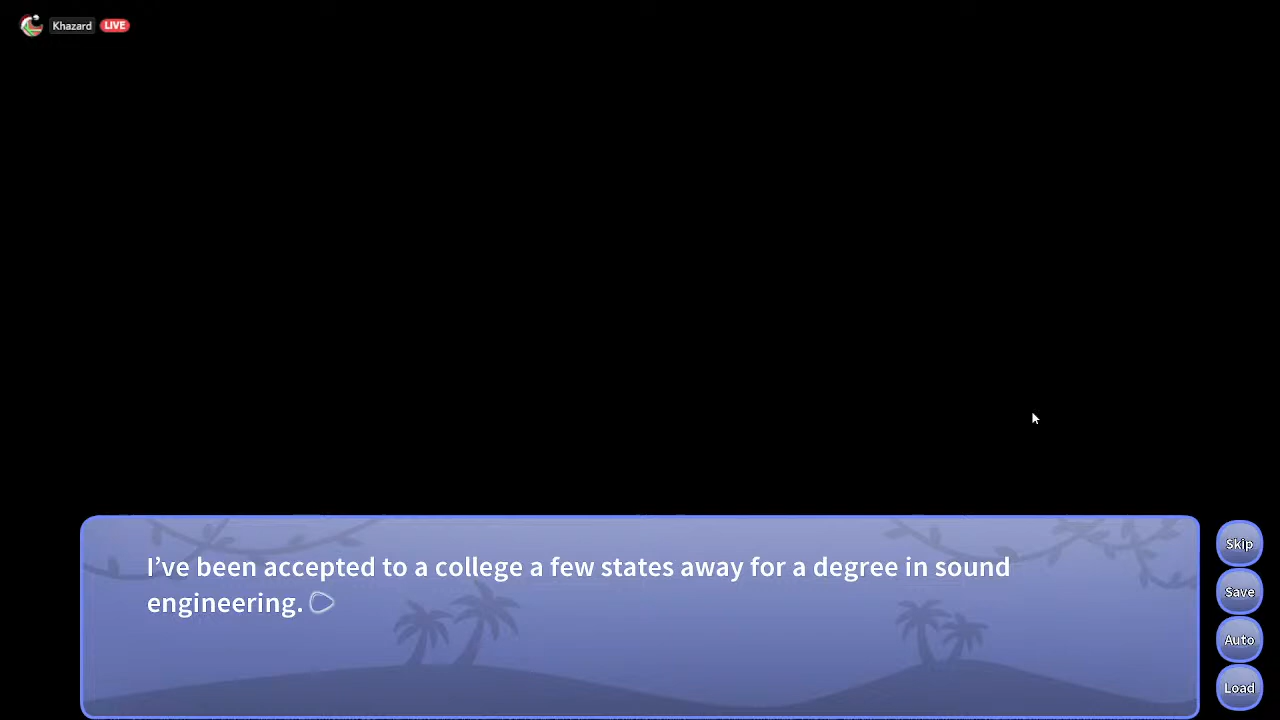 Khazard LIVE
I’ve been accepted to a college a few states away for a degree in sound
engineering.
Skip
Save
Auto
Load